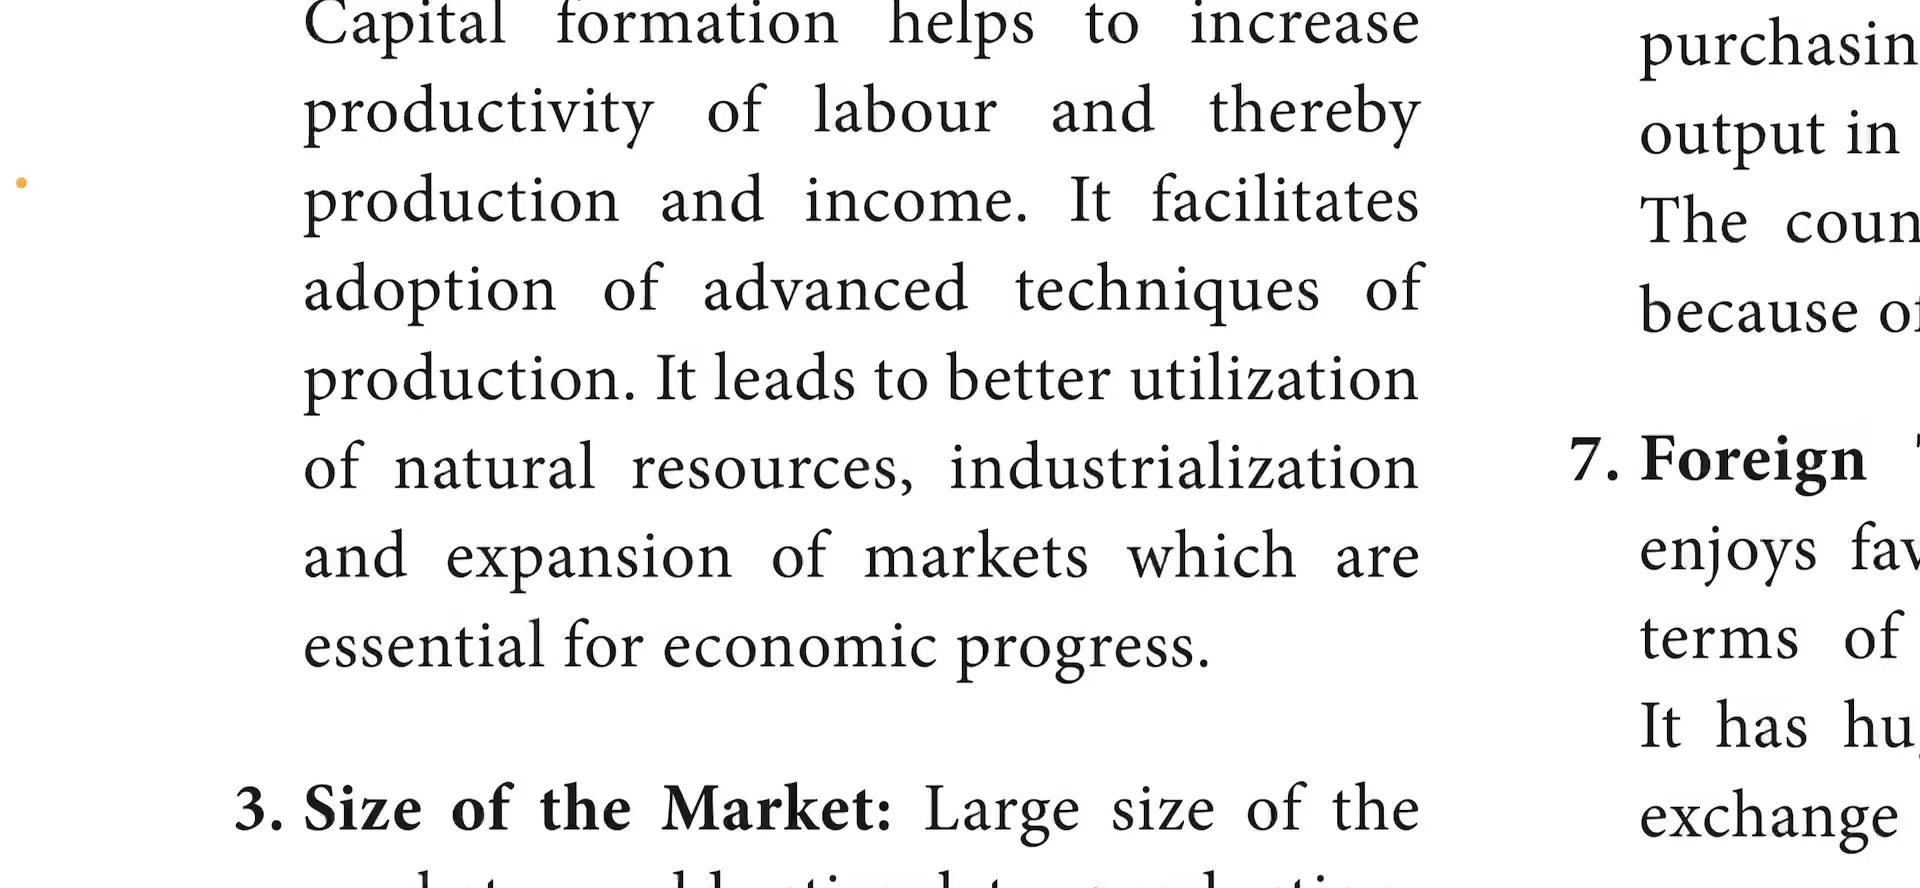 Capital formation helps to increase
productivity of labour and thereby
production and income. It facilitates
adoption of advanced techniques of
production. It leads to better utilization
of natural resources, industrialization
and expansion of markets which are
essential for economic progress.
3. Size of the Market: Large size of the
output in
The
because
7. Foreign
enjoys
terms of
It has
exchange